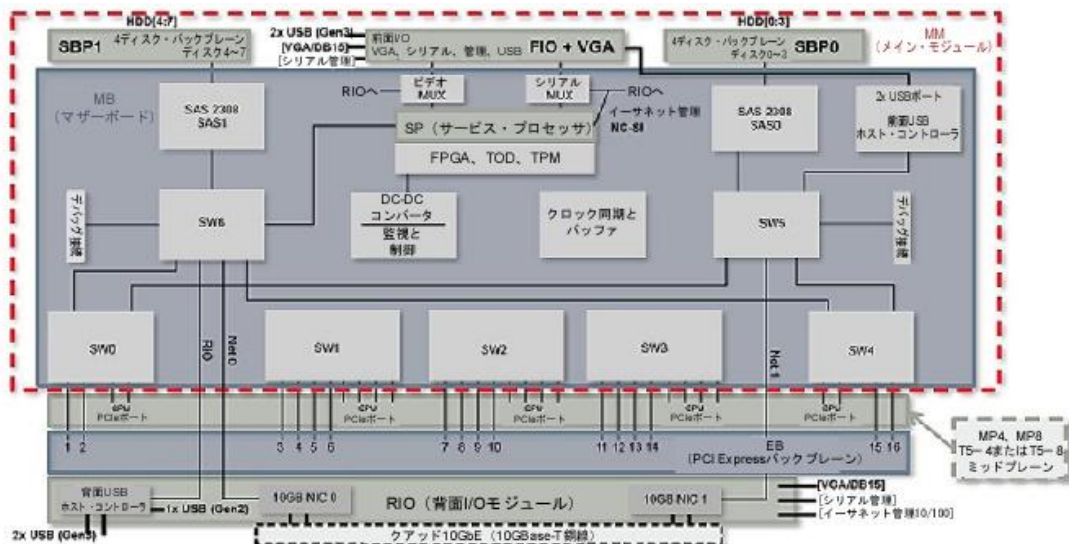 HDD[4:7]
HDD[0:3]
MM
(メイン・モジュール)
SBP1
4ディスク・バックプレーン
ディスク4～7
2x USB (Gen3)
[VGA/DB15]
[シリアル管理]
前面I/O
VGA、シリアル、管理、USB
FIO + VGA
4ディスク・バックプレーン
ディスク0～3
SBP0
MB
(マザーボード)
SAS 2308
SAS1
RIOへ
ビデオ
MUX
シリアル
MUX
RIOへ
イーサネット管理
NC-SI
SAS 2308
SAS0
2x USBポート
前面USB
ホスト・コントローラ
SP (サービス・プロセッサ)
FPGA、TOD、TPM
デバッグ接続
SW6
DC-DC
コンバータ
監視と
制御
クロック同期と
バッファ
SW5
デバッグ接続
SW0
RIO
Net 0
SW1
SW2
SW3
Net 1
SW4
CPU
PCIeポート
CPU
PCIeポート
CPU
PCIeポート
CPU
PCIeポート
CPU
PCIeポート
1 2 3 4 5 6 7 8 9 10 11 12 13 14 15 16
EB
(PCI Expressバックプレーン)
MP4、MP8
T5-4またはT5-8
ミッドプレーン
背面USB
ホスト・コントローラ
1x USB (Gen2)
2x USB (Gen3)
10GB NIC 0
RIO (背面I/Oモジュール)
10GB NIC 1
[VGA/DB15]
[シリアル管理]
[イーサネット管理10/100]
クアッド10GbE (10GBase-T銅線)